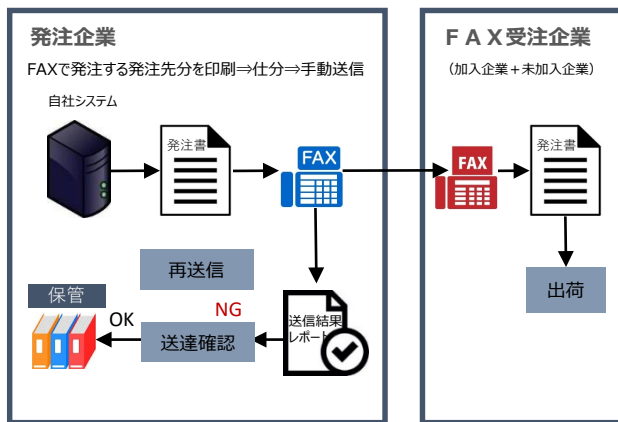 発注企業
FAXで発注する発注先分を印刷⇒仕分⇒手動送信
自社システム
発注書
FAX
再送信
保管
OK
NG
送達確認
送信結果
レポート
ＦＡＸ受注企業
（加入企業＋未加入企業）
FAX
発注書
出荷